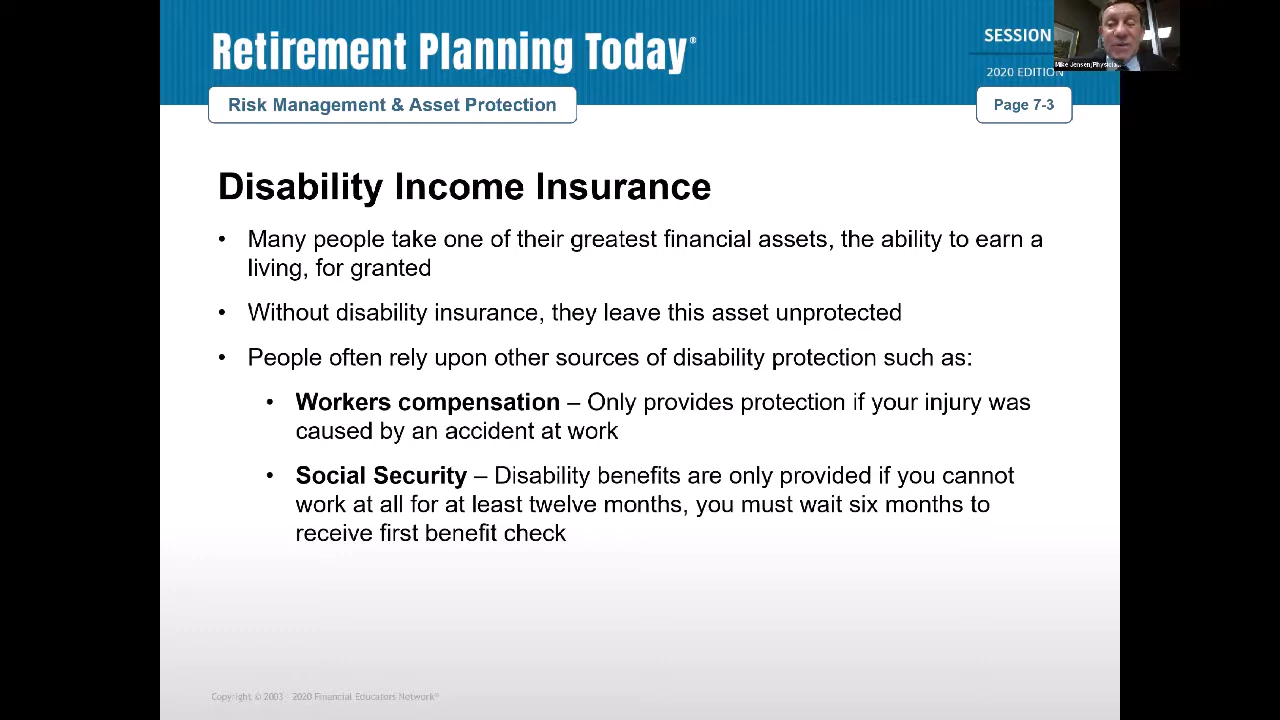 Retirement Planning Today®
SESSION
2020 EDITION
Mike Jensen, Physicia...
Risk Management & Asset Protection
Page 7-3
Disability Income Insurance
• Many people take one of their greatest financial assets, the ability to earn a
living, for granted
• Without disability insurance, they leave this asset unprotected
• People often rely upon other sources of disability protection such as:
• Workers compensation – Only provides protection if your injury was
caused by an accident at work
• Social Security – Disability benefits are only provided if you cannot
work at all for at least twelve months, you must wait six months to
receive first benefit check
Copyright © 2003 - 2020 Financial Educators Network®